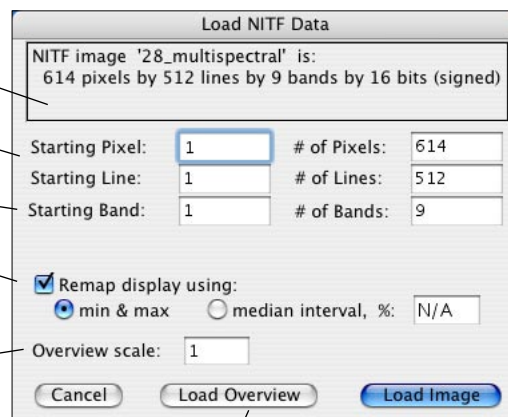 Load NITF Data
NITF image '28_multispectral' is:
614 pixels by 512 lines by 9 bands by 16 bits (signed)
Starting Pixel: 1 # of Pixels: 614
Starting Line: 1 # of Lines: 512
Starting Band: 1 # of Bands: 9
Remap display using:
min & max median interval, %: N/A
Overview scale: 1
Cancel Load Overview Load Image